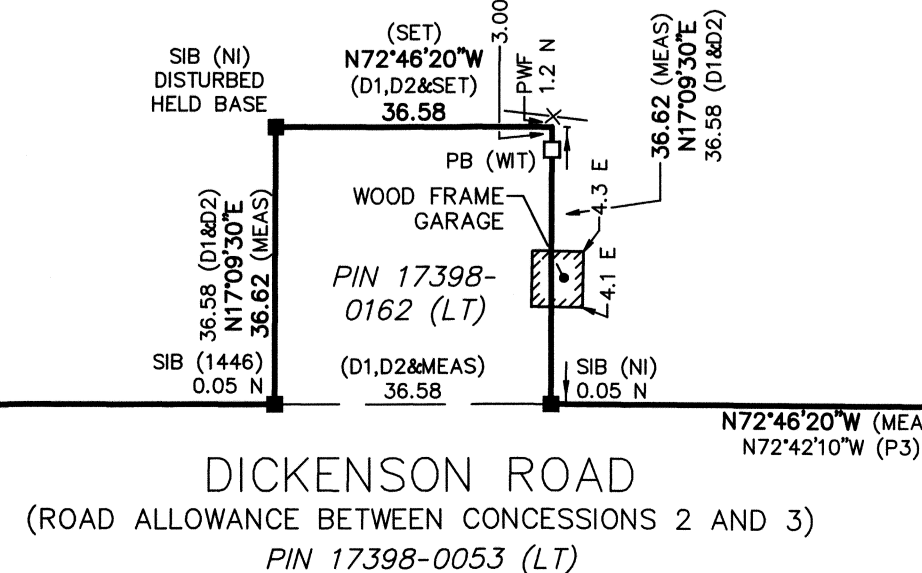 SIB (NI)
DISTURBED
HELD BASE
(SET)
N72°46'20"W
(D1,D2&SET)
36.58
3.00
PWF
1.2 N
36.62 (MEAS)
N17°09'30"E
36.58 (D1&D2)
PB (WIT)
WOOD FRAME
GARAGE
4.3 E
4.1 E
36.58 (D1&D2)
N17°09'30"E
36.62 (MEAS)
PIN 17398-
0162 (LT)
SIB (1446)
0.05 N
(D1,D2&MEAS)
36.58
SIB (NI)
0.05 N
N72°46'20"W (MEA
N72°42'10"W (P3)
DICKENSON ROAD
(ROAD ALLOWANCE BETWEEN CONCESSIONS 2 AND 3)
PIN 17398-0053 (LT)